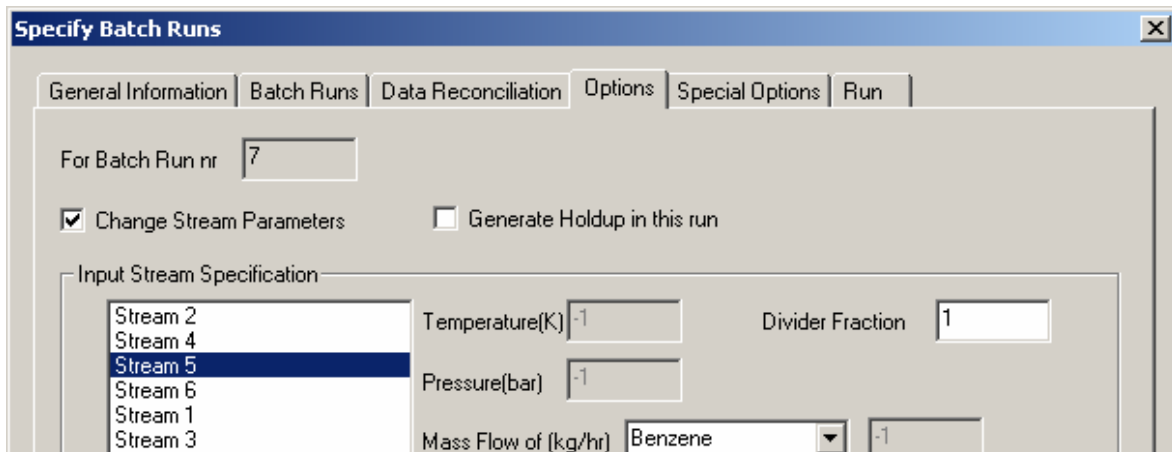 Specify Batch Runs
General Information Batch Runs Data Reconciliation Options Special Options Run
For Batch Run nr 7
Change Stream Parameters Generate Holdup in this run
Input Stream Specification
Stream 2
Stream 4
Stream 5
Stream 6
Stream 1
Stream 3
Temperature(K) -1 Divider Fraction 1
Pressure(bar) -1
Mass Flow of (kg/hr) Benzene -1